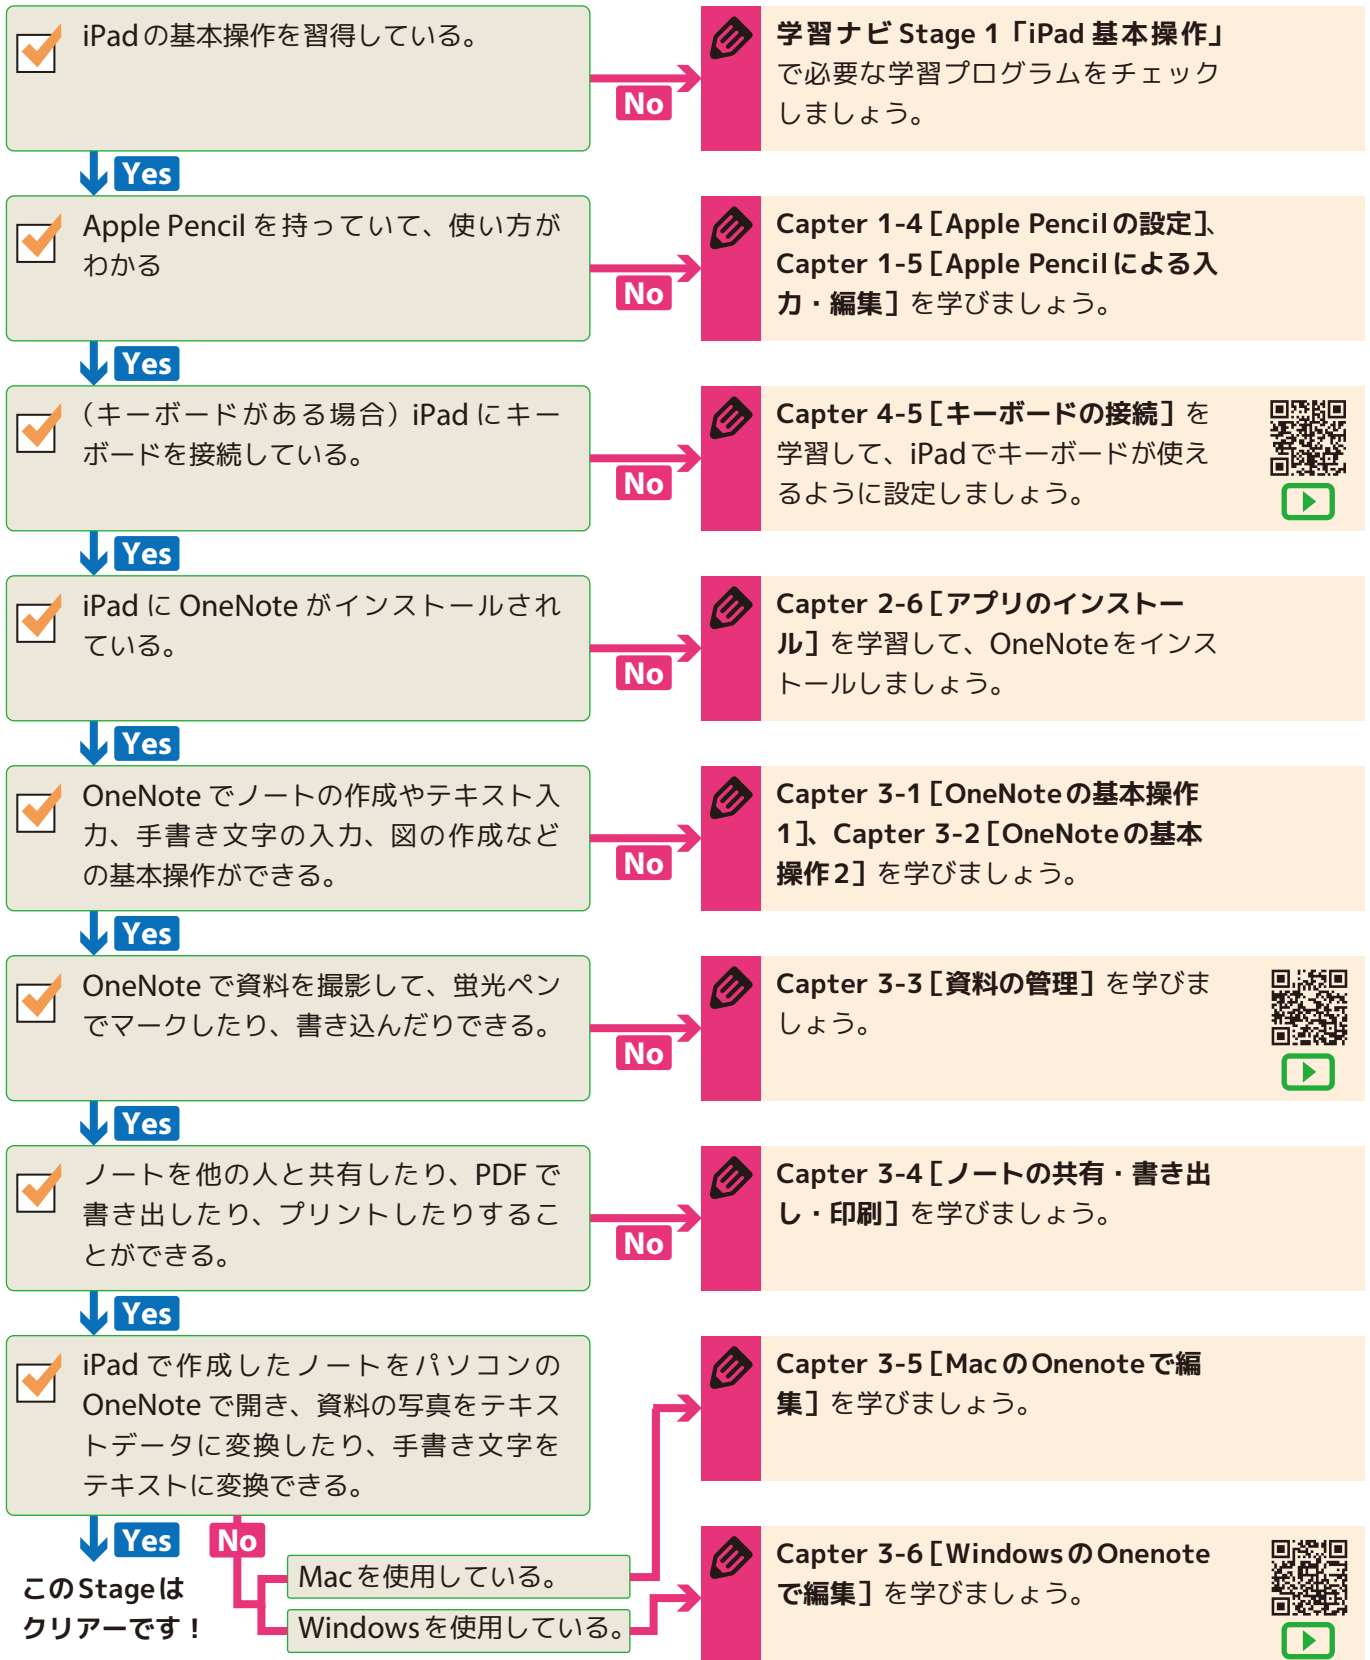 iPadの基本操作を習得している。
No
学習ナビ Stage 1「iPad 基本操作」
で必要な学習プログラムをチェック
しましょう。
Yes
Apple Pencil を持っていて、使い方が
わかる
No
Capter 1-4［Apple Pencilの設定］、
Capter 1-5［Apple Pencilによる入
力・編集］を学びましょう。
Yes
（キーボードがある場合）iPadにキー
ボードを接続している。
No
Capter 4-5［キーボードの接続］を
学習して、iPadでキーボードが使え
るように設定しましょう。
Yes
iPad に OneNote がインストールされ
ている。
No
Capter 2-6［アプリのインストー
ル］を学習して、OneNoteをインス
トールしましょう。
Yes
OneNote でノートの作成やテキスト入
力、手書き文字の入力、図の作成など
の基本操作ができる。
No
Capter 3-1［OneNoteの基本操作
1］、Capter 3-2［OneNoteの基本
操作2］を学びましょう。
Yes
OneNote で資料を撮影して、蛍光ペン
でマークしたり、書き込んだりできる。
No
Capter 3-3［資料の管理］を学びま
しょう。
Yes
ノートを他の人と共有したり、PDF で
書き出したり、プリントしたりするこ
とができる。
No
Capter 3-4［ノートの共有・書き出
し・印刷］を学びましょう。
Yes
iPad で作成したノートをパソコンの
OneNote で開き、資料の写真をテキス
トデータに変換したり、手書き文字を
テキストに変換できる。
Capter 3-5［MacのOnenoteで編
集］を学びましょう。
Yes
No
このStageは
クリアーです！
Macを使用している。
Windowsを使用している。
Capter 3-6［WindowsのOnenote
で編集］を学びましょう。